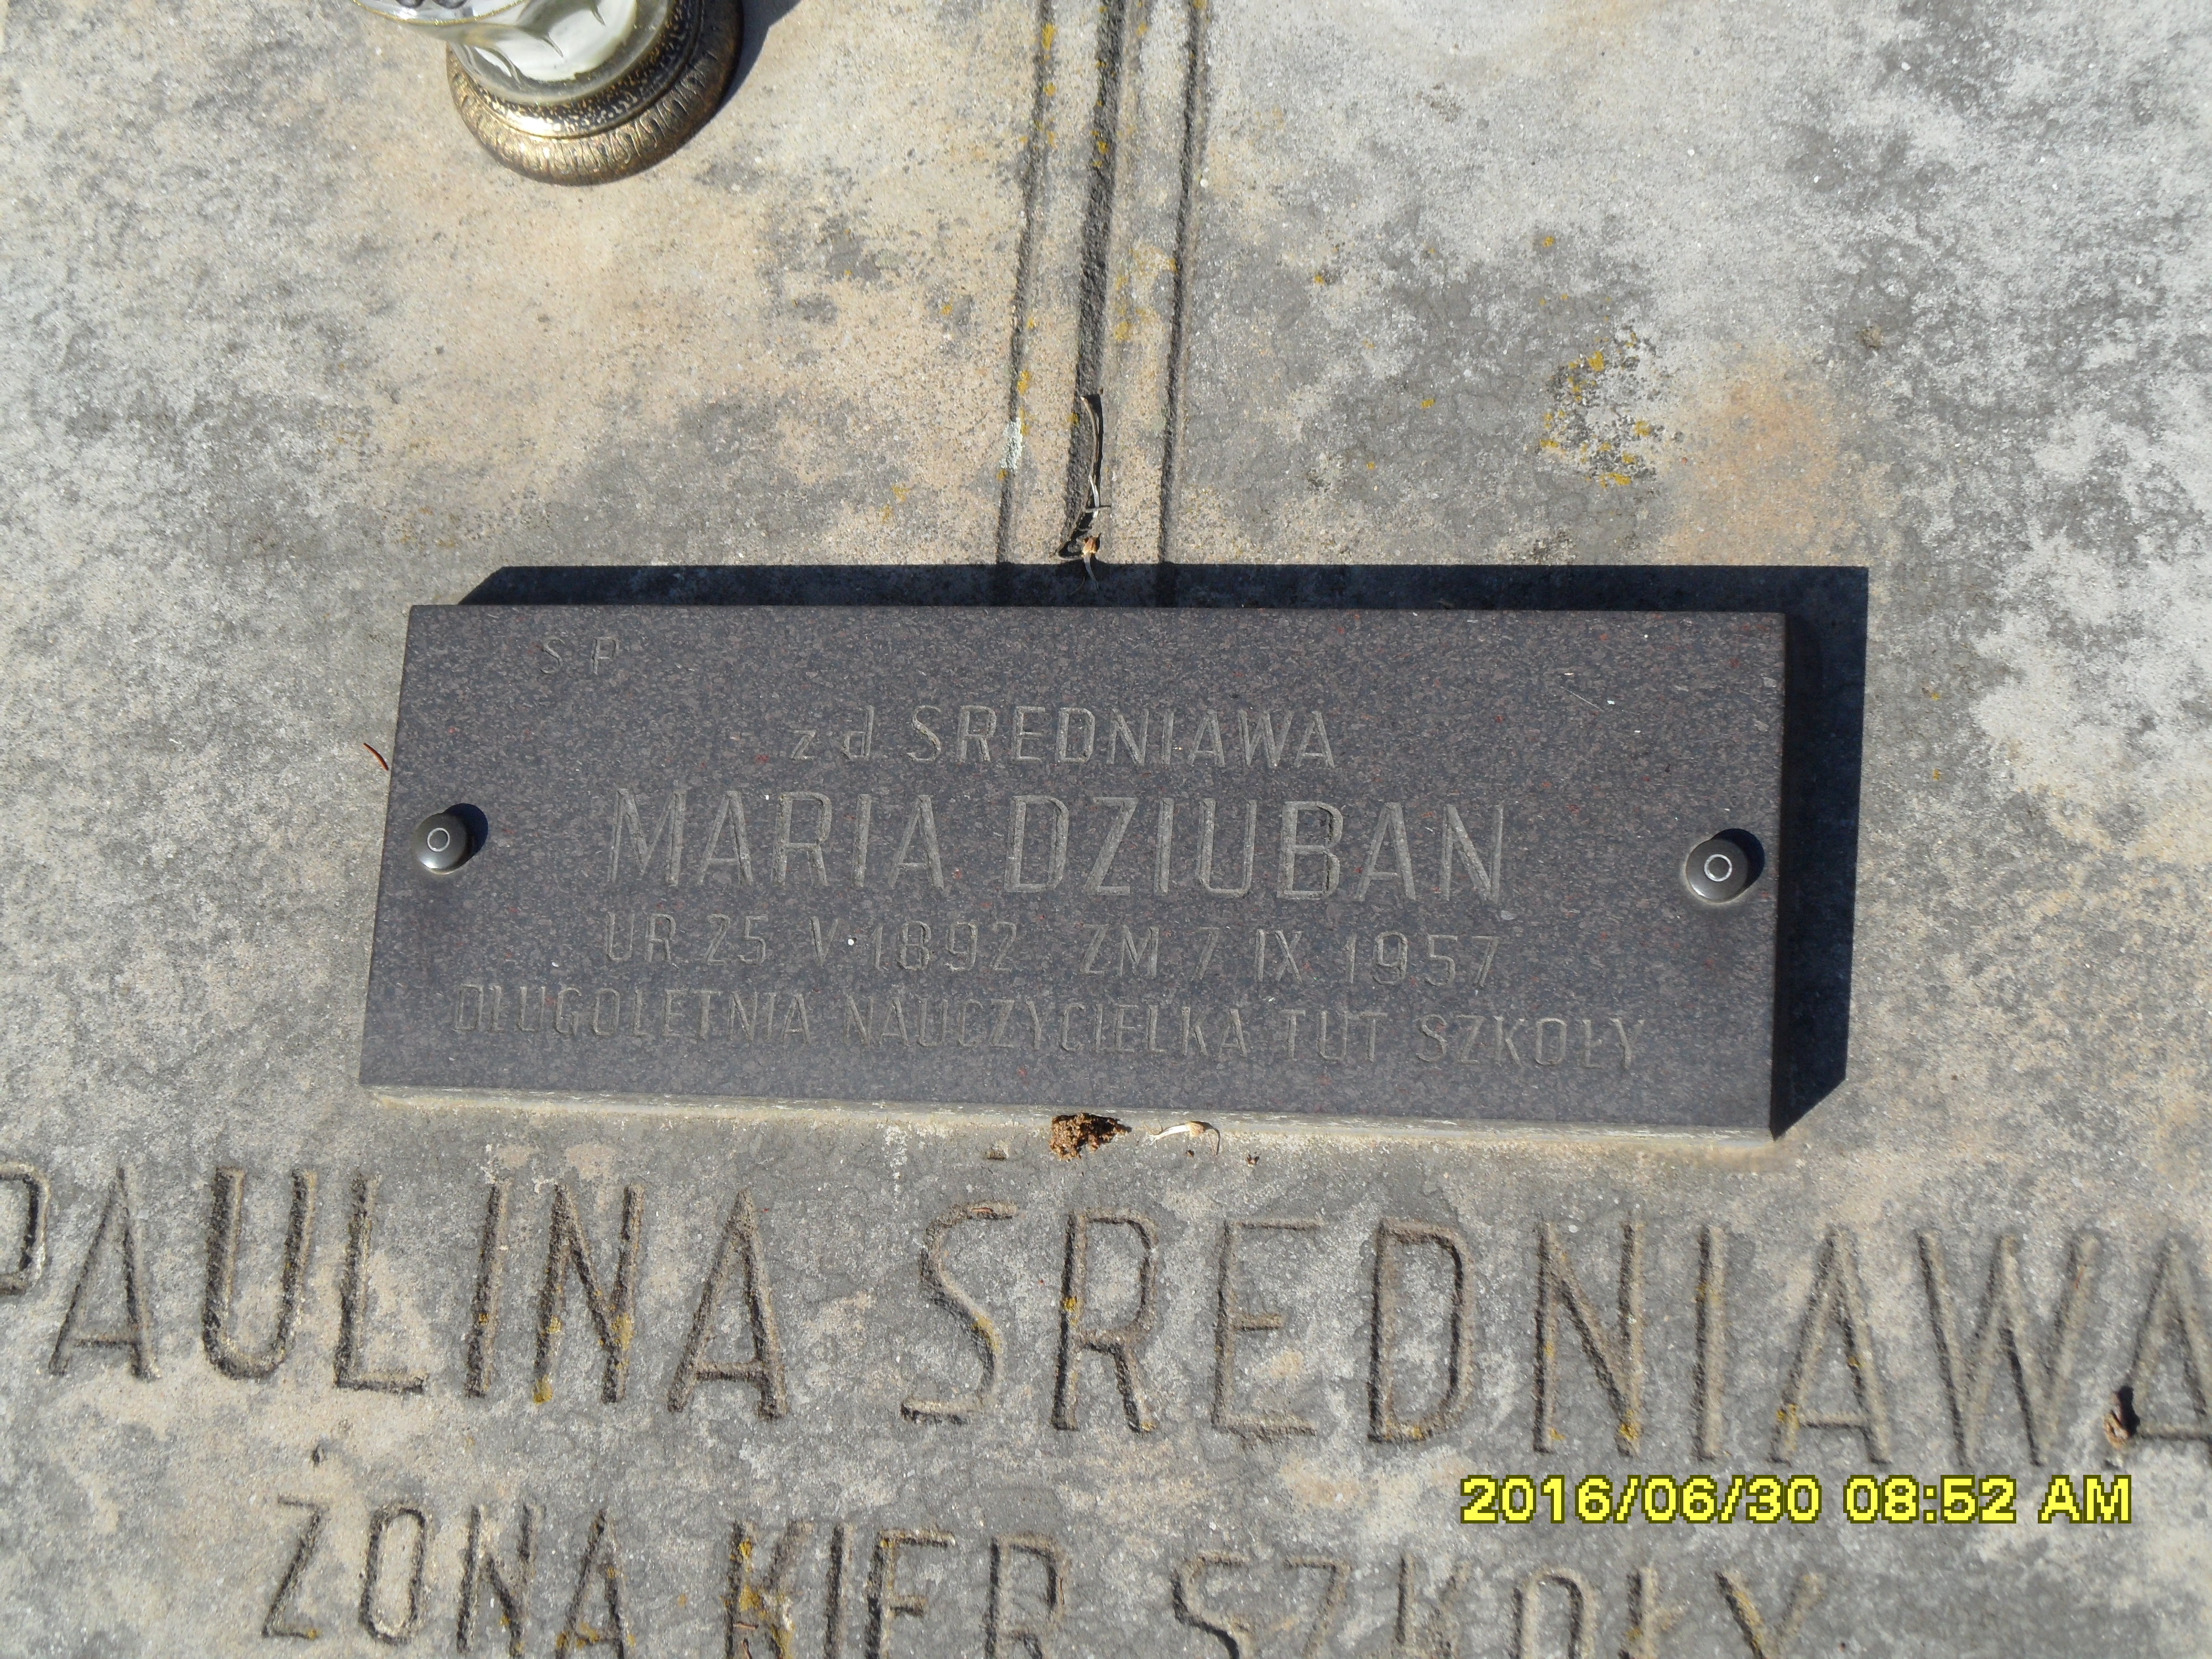 S P
z d SREDNIAWA
MARIA DZIUBAN
UR 25 V 1892 ZM 7 IX 1957
DŁUGOLETNIA NAUCZYCIELKA TUT SZKOŁY
PAULINA SREDNIAWA
ŻONA KIER SZKOŁY
2016/06/30 08:52 AM